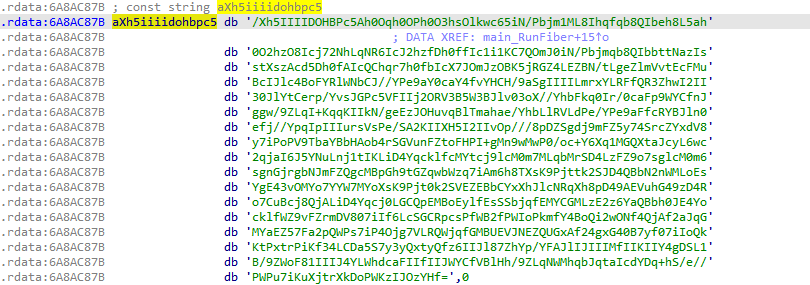 .rdata:6A8AC87B ; const string aXh5iiiidohbpc5
.rdata:6A8AC87B aXh5iiiidohbpc5 db '/Xh5IIIIDOHBPc5Ah0Oqh0OPh0O3hsOlkwc65iN/Pbjm1ML8Ihqfqb8QIbeh8L5ah'
.rdata:6A8AC87B ; DATA XREF: main_RunFiber+15↑o
.rdata:6A8AC87B db '0O2hzO8Icj72NhLqNR6IcJ2hzfDh0ffIc1i1KC7QOmJ0iN/Pbjmqb8QIbbttNazIs'
.rdata:6A8AC87B db 'stXszAcd5Dh0fAIcQChqr7h0fbIcX7JOmJzOBK5jRGZ4LEZBN/tLgeZlmVvtEcFMu'
.rdata:6A8AC87B db 'BcIJlc4BoFYRlWNbCJ//YPe9aY0caY4fvYHCH/9aSgIIIILmrxYLRFfQR3ZhwI2II'
.rdata:6A8AC87B db '30JlYtCerp/YvsJGPc5VFIIj2ORV3B5W3BJlv03oX//YhbFkq0Ir/0caFp9WYCfnJ'
.rdata:6A8AC87B db 'ggw/9ZLqI+KqqKIIkN/geEzJOHuvqBlTmahae/YhbLlRVLdPe/YPe9aFfcRYBJln0'
.rdata:6A8AC87B db 'efj//YpqIpIIIursVsPe/SA2KIIXH5I2IIvOp///8pDZSgdj9mFZ5y74SrcZYxdV8'
.rdata:6A8AC87B db 'y7iPoPV9TbaYBbHAob4rSGVunFZtoFHPI+gMn9wMwP0/oc+Y6Xq1MGQXtaJcyL6wc'
.rdata:6A8AC87B db '2qjaI6J5YNuLnj1tIKLiD4YqcklfcMYtcj9lcM0m7MLqbMrSD4LzFZ9o7sglcM0m6'
.rdata:6A8AC87B db 'sgnGjrgbNJmFZQgcMBpGh9tGZqwbWzq7iAm6h8TXsK9Pjttk2SJD4QBbN2nWMLoEs'
.rdata:6A8AC87B db 'YgE43vOMYo7YYW7MYoXsK9Pjt0k2SVEZEBbCYxXhJlcNRqXh8pD49AEVuhG49zD4R'
.rdata:6A8AC87B db 'o7CuBcj8QjALiD4Yqcj0LGCQpEMBoEylfEsSSbjqfEMYCGMLzE2z6YaQBbh0JE4Yo'
.rdata:6A8AC87B db 'cklfWZ9vFZrmDV807iIf6LcSGCRpcsPfWB2fPWIoPkmfY4BoQi2wONf4QjAf2aJqG'
.rdata:6A8AC87B db 'MYaEZ57Fa2pQWPs7iP4Ojg7VLRQWjqfGMBUEVJNEZQUGxAf24gxG40B7yf07iIoQk'
.rdata:6A8AC87B db 'KtPxtrPiKf34LCDa5S7y3yQxtyQfz6IIJl87ZhYp/YFAJlIJIIIMfIIKIIY4gDSL1'
.rdata:6A8AC87B db 'B/9ZWoF81IIIJ4YLWhdcaFIIfIIJWYCfVBlHh/9ZLqNWMhqbJqtaIcdYDq+hS/e//'
.rdata:6A8AC87B db 'PWPu7iKuXjtrXkDoPWKzIJOzYHf=',0